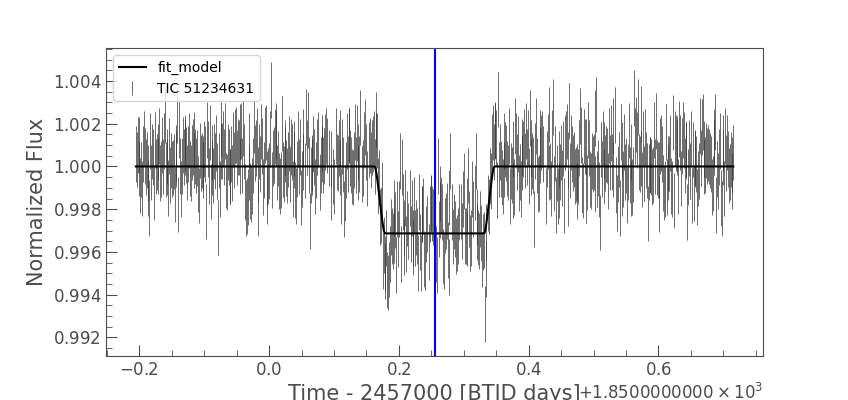 fit_model
TIC 51234631
1.004
1.002
1.000
0.998
0.996
0.994
0.992
Normalized Flux
−0.2 0.0 0.2 0.4 0.6
Time - 2457000 [BTJD days]
+1.8500000000 × 10³